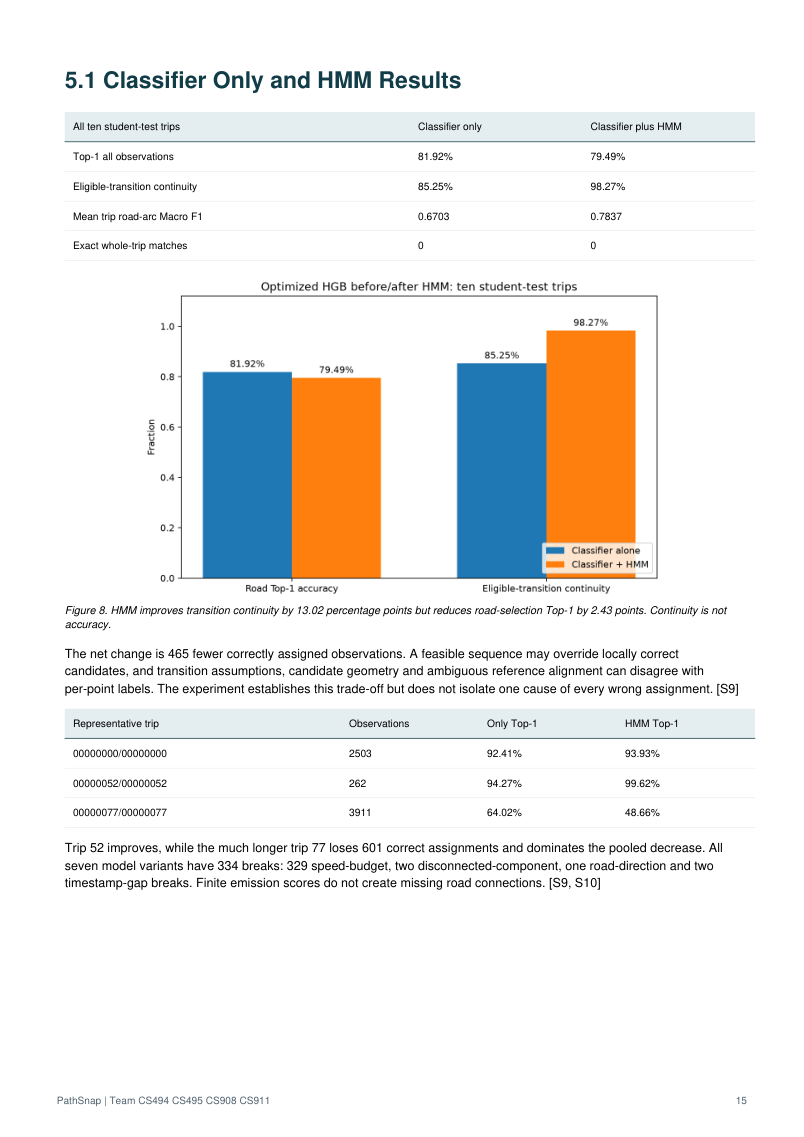 5.1 Classifier Only and HMM Results
All ten student-test trips Classifier only Classifier plus HMM
Top-1 all observations 81.92% 79.49%
Eligible-transition continuity 85.25% 98.27%
Mean trip road-arc Macro F1 0.6703 0.7837
Exact whole-trip matches 0 0
Optimized HGB before/after HMM: ten student-test trips
Fraction
1.0
0.8
0.6
0.4
0.2
0.0
81.92%
79.49%
85.25%
98.27%
Classifier alone
Classifier + HMM
Road Top-1 accuracy Eligible-transition continuity
Figure 8. HMM improves transition continuity by 13.02 percentage points but reduces road-selection Top-1 by 2.43 points. Continuity is not
accuracy.
The net change is 465 fewer correctly assigned observations. A feasible sequence may override locally correct
candidates, and transition assumptions, candidate geometry and ambiguous reference alignment can disagree with
per-point labels. The experiment establishes this trade-off but does not isolate one cause of every wrong assignment. [S9]
Representative trip Observations Only Top-1 HMM Top-1
00000000/00000000 2503 92.41% 93.93%
00000052/00000052 262 94.27% 99.62%
00000077/00000077 3911 64.02% 48.66%
Trip 52 improves, while the much longer trip 77 loses 601 correct assignments and dominates the pooled decrease. All
seven model variants have 334 breaks: 329 speed-budget, two disconnected-component, one road-direction and two
timestamp-gap breaks. Finite emission scores do not create missing road connections. [S9, S10]
PathSnap | Team CS494 CS495 CS908 CS911 15